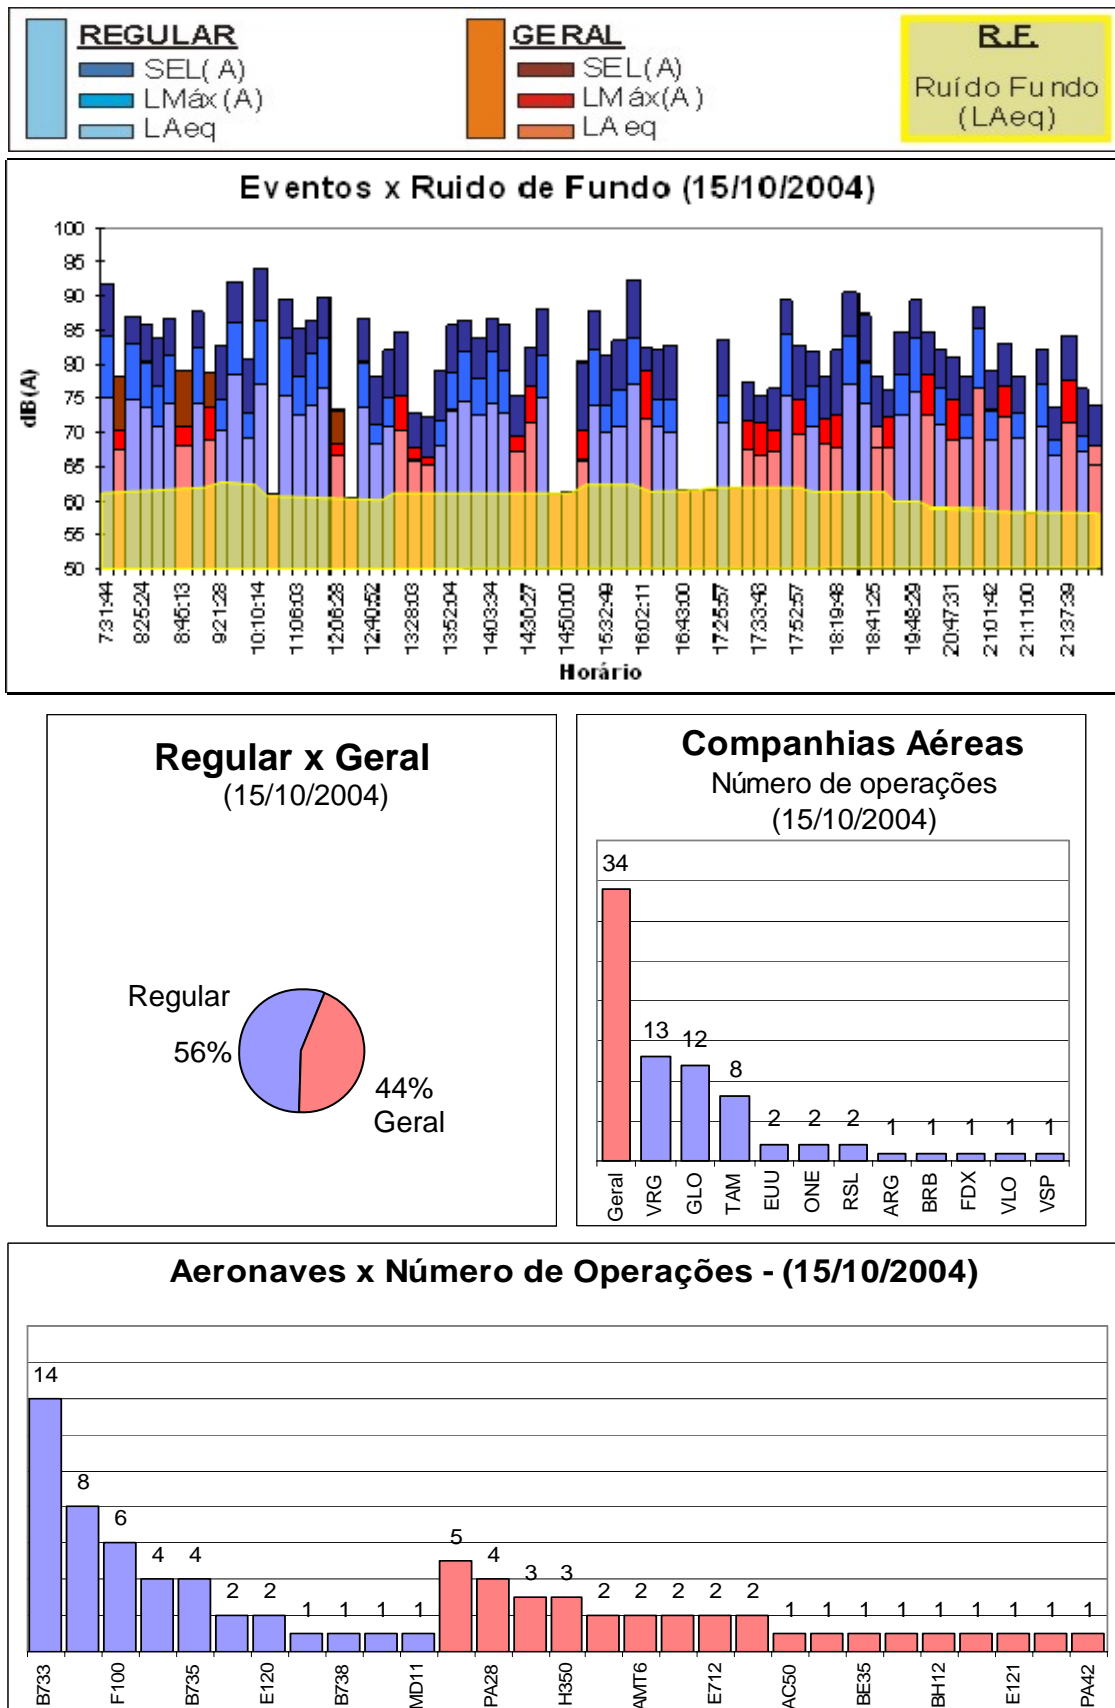 REGULAR
SEL(A)
LMáx(A)
LAeq
GERAL
SEL(A)
LMáx(A)
LAeq
R.F.
Ruído Fundo
(LAeq)
Eventos x Ruido de Fundo (15/10/2004)
dB(A)
100
95
90
85
80
75
70
65
60
55
50
7:31:44
8:25:24
8:46:13
9:21:28
10:10:14
11:06:03
12:06:28
12:40:52
13:28:03
13:52:04
14:03:34
14:30:27
14:50:00
15:32:49
16:02:11
16:43:00
17:25:57
17:33:43
17:52:57
18:19:48
18:41:25
19:48:29
20:47:31
21:01:42
21:11:00
21:37:39
Horário
Regular x Geral
(15/10/2004)
Regular
56%
44%
Geral
Companhias Aéreas
Número de operações
(15/10/2004)
34
13
12
8
2
2
2
1
1
1
1
1
Geral
VRG
GLO
TAM
EUU
ONE
RSL
ARG
BRB
FDX
VLO
VSP
Aeronaves x Número de Operações - (15/10/2004)
14
8
6
4
4
2
2
1
1
1
1
5
4
3
3
2
2
2
2
2
1
1
1
1
1
1
1
1
1
B733
F100
B735
E120
B738
MD11
PA28
H350
AMT6
E712
AC50
BE35
BH12
E121
PA42